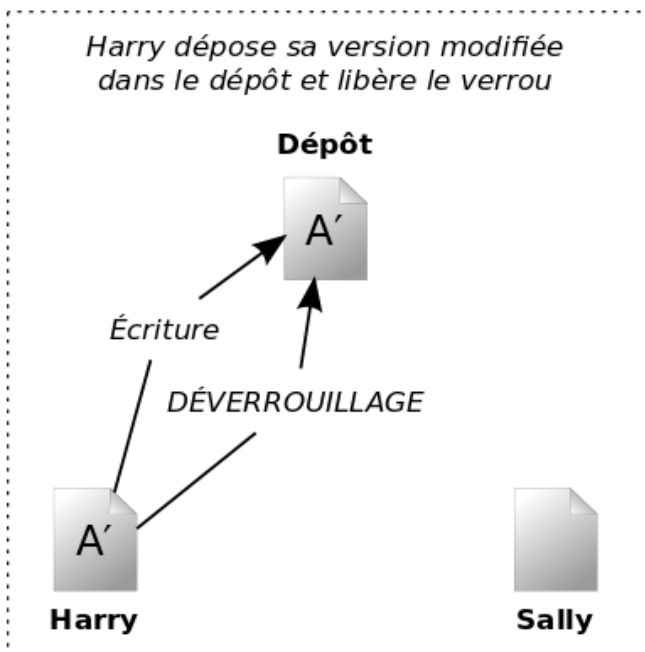 Harry dépose sa version modifiée
dans le dépôt et libère le verrou
Dépôt
A′
Écriture
DÉVERROUILLAGE
A′
Harry
Sally